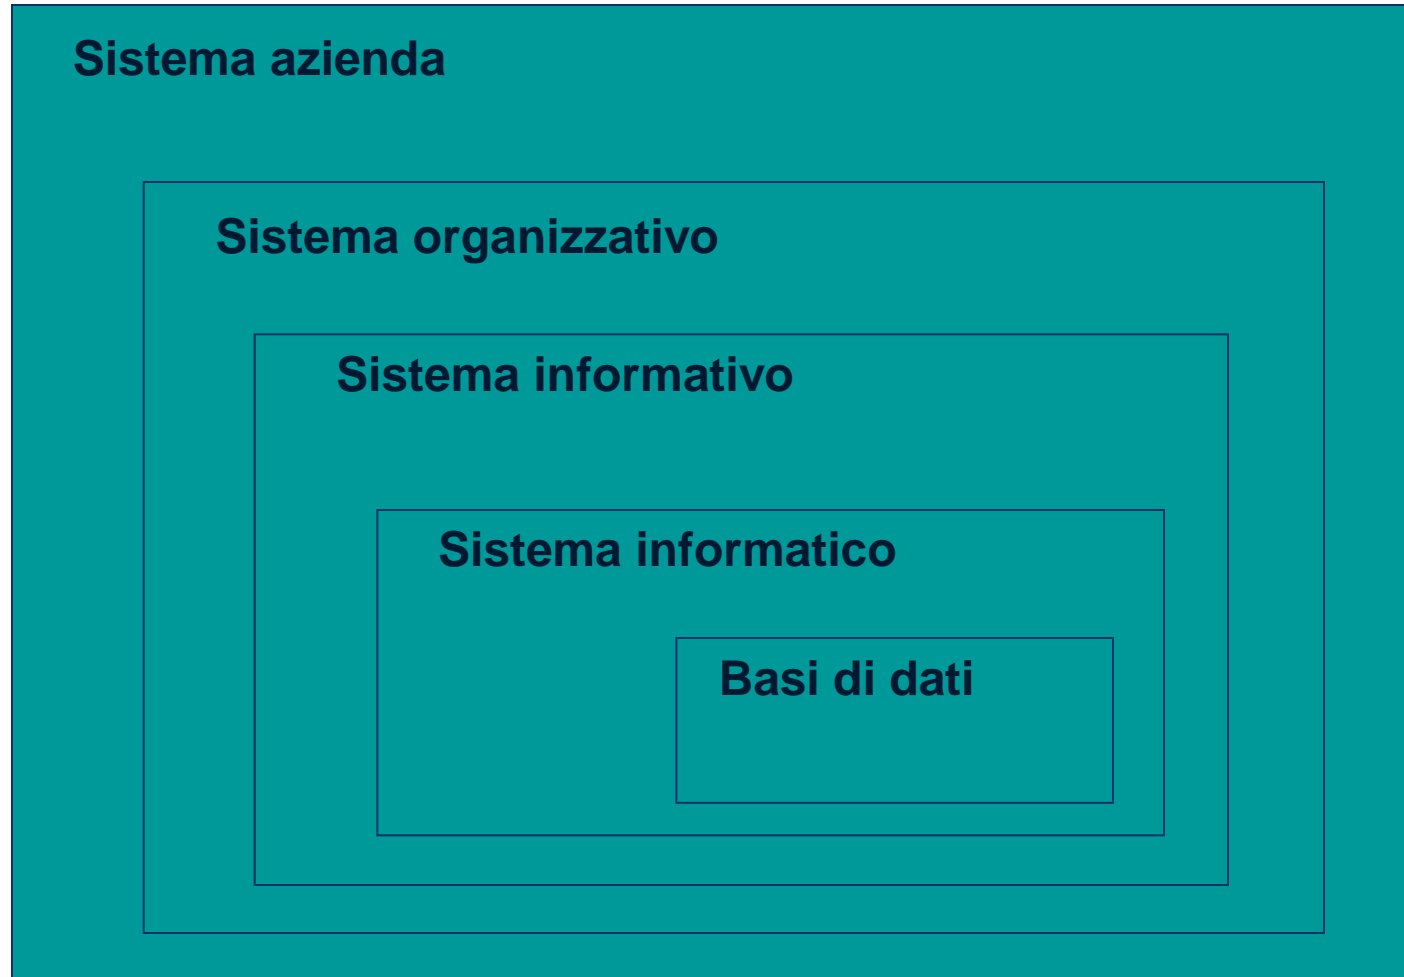 Sistema azienda
Sistema organizzativo
Sistema informativo
Sistema informatico
Basi di dati